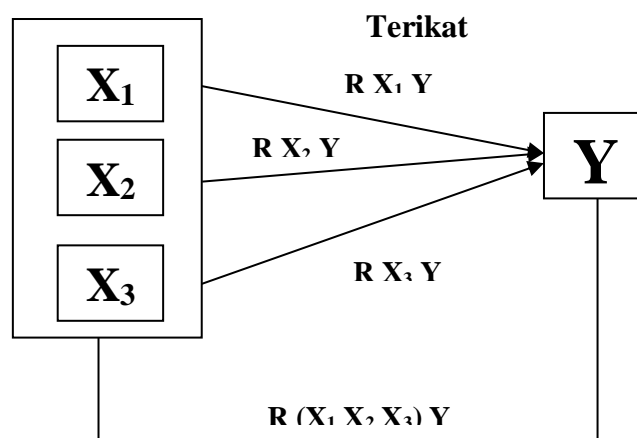 Terikat
X₁
R X₁ Y
R X₂ Y
X₂
Y
X₃
R X₃ Y
R (X₁ X₂ X₃) Y